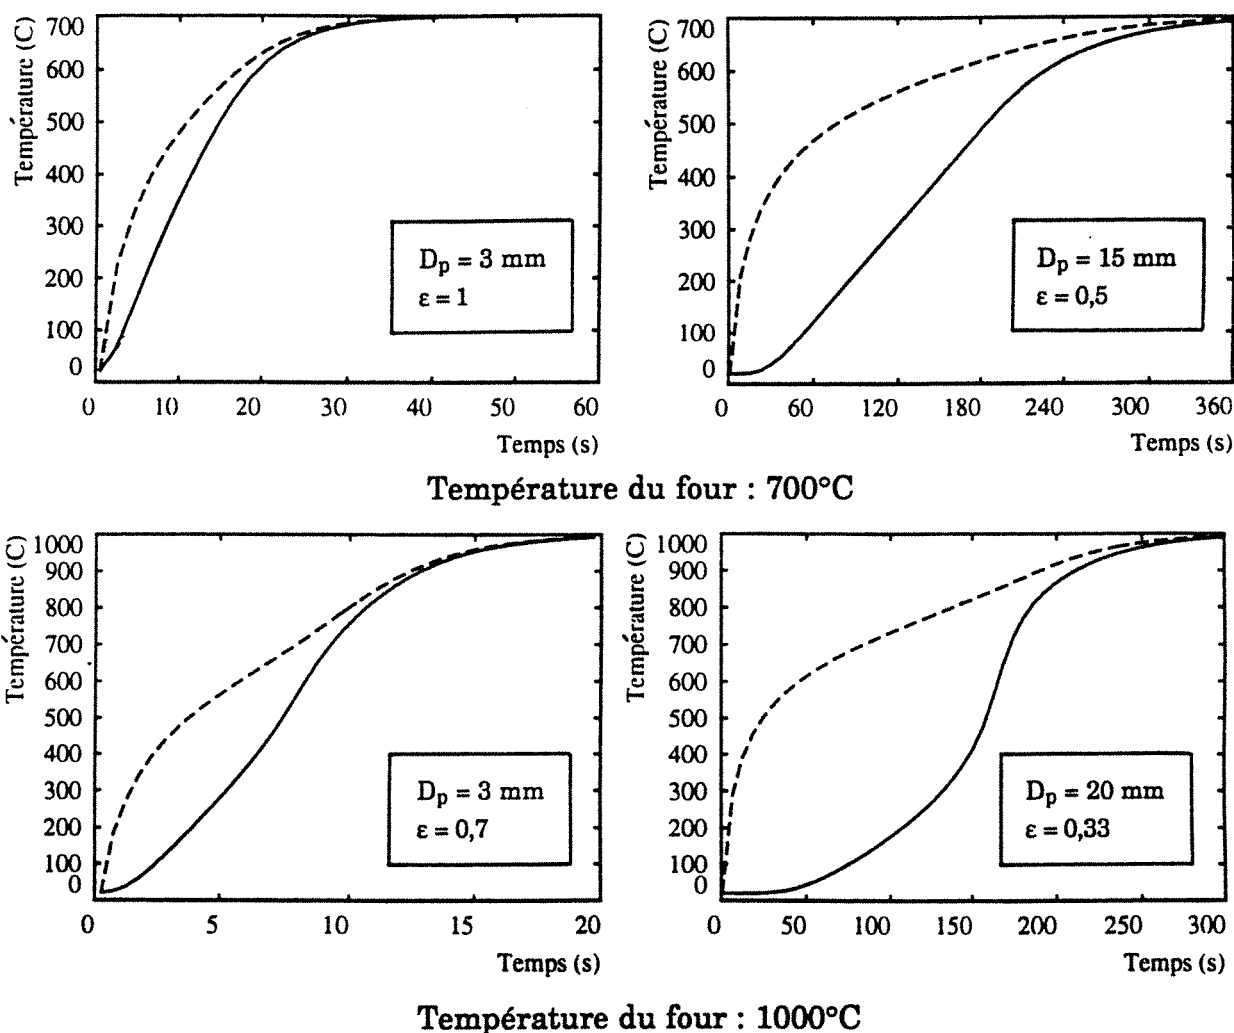 Température (C)
700
600
500
400
300
200
100
0
D_p = 3 mm
ε = 1
0 10 20 30 40 50 60
Temps (s)
Température (C)
700
600
500
400
300
200
100
0
D_p = 15 mm
ε = 0,5
0 60 120 180 240 300 360
Temps (s)
Température du four : 700°C
Température (C)
1000
900
800
700
600
500
400
300
200
100
0
D_p = 3 mm
ε = 0,7
0 5 10 15 20
Temps (s)
Température (C)
1000
900
800
700
600
500
400
300
200
100
0
D_p = 20 mm
ε = 0,33
0 50 100 150 200 250 300
Temps (s)
Température du four : 1000°C